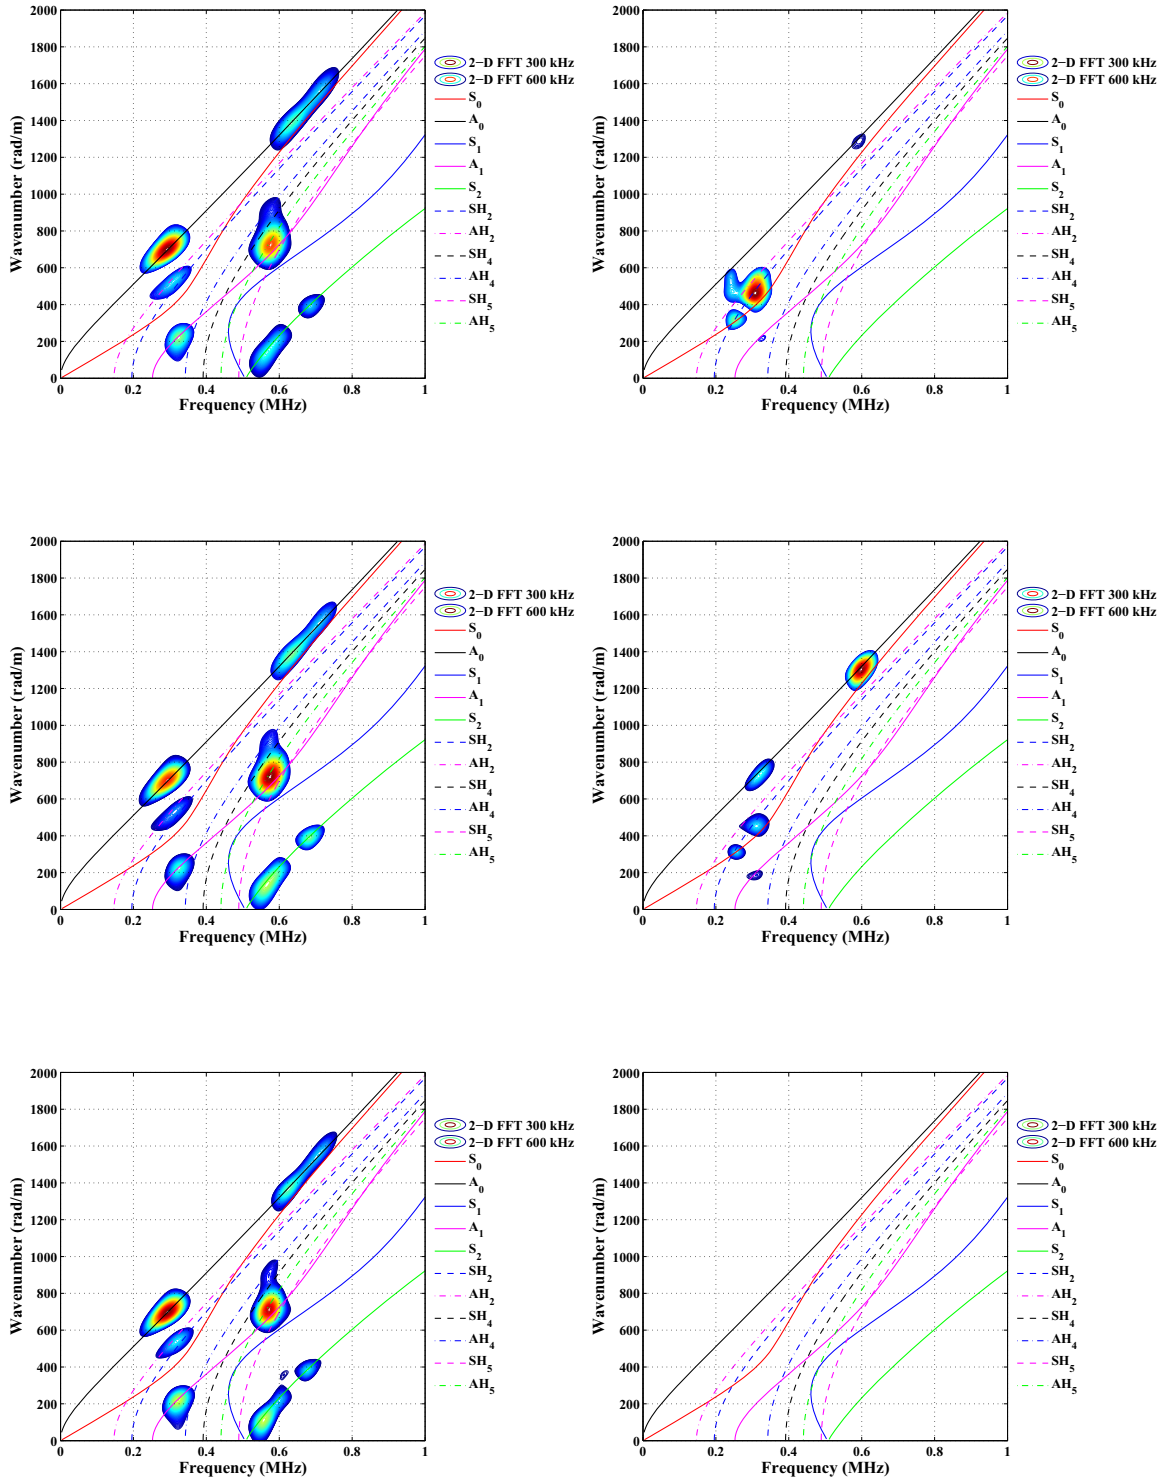 Wavenumber (rad/m)
2000
1800
1600
1400
1200
1000
800
600
400
200
0
0 0.2 0.4 0.6 0.8 1
Frequency (MHz)
2-D FFT 300 kHz
2-D FFT 600 kHz
S₀
A₀
S₁
A₁
S₂
SH₂
AH₂
SH₄
AH₄
SH₅
AH₅
Wavenumber (rad/m)
2000
1800
1600
1400
1200
1000
800
600
400
200
0
0 0.2 0.4 0.6 0.8 1
Frequency (MHz)
2-D FFT 300 kHz
2-D FFT 600 kHz
S₀
A₀
S₁
A₁
S₂
SH₂
AH₂
SH₄
AH₄
SH₅
AH₅
Wavenumber (rad/m)
2000
1800
1600
1400
1200
1000
800
600
400
200
0
0 0.2 0.4 0.6 0.8 1
Frequency (MHz)
2-D FFT 300 kHz
2-D FFT 600 kHz
S₀
A₀
S₁
A₁
S₂
SH₂
AH₂
SH₄
AH₄
SH₅
AH₅
Wavenumber (rad/m)
2000
1800
1600
1400
1200
1000
800
600
400
200
0
0 0.2 0.4 0.6 0.8 1
Frequency (MHz)
2-D FFT 300 kHz
2-D FFT 600 kHz
S₀
A₀
S₁
A₁
S₂
SH₂
AH₂
SH₄
AH₄
SH₅
AH₅
Wavenumber (rad/m)
2000
1800
1600
1400
1200
1000
800
600
400
200
0
0 0.2 0.4 0.6 0.8 1
Frequency (MHz)
2-D FFT 300 kHz
2-D FFT 600 kHz
S₀
A₀
S₁
A₁
S₂
SH₂
AH₂
SH₄
AH₄
SH₅
AH₅
Wavenumber (rad/m)
2000
1800
1600
1400
1200
1000
800
600
400
200
0
0 0.2 0.4 0.6 0.8 1
Frequency (MHz)
2-D FFT 300 kHz
2-D FFT 600 kHz
S₀
A₀
S₁
A₁
S₂
SH₂
AH₂
SH₄
AH₄
SH₅
AH₅